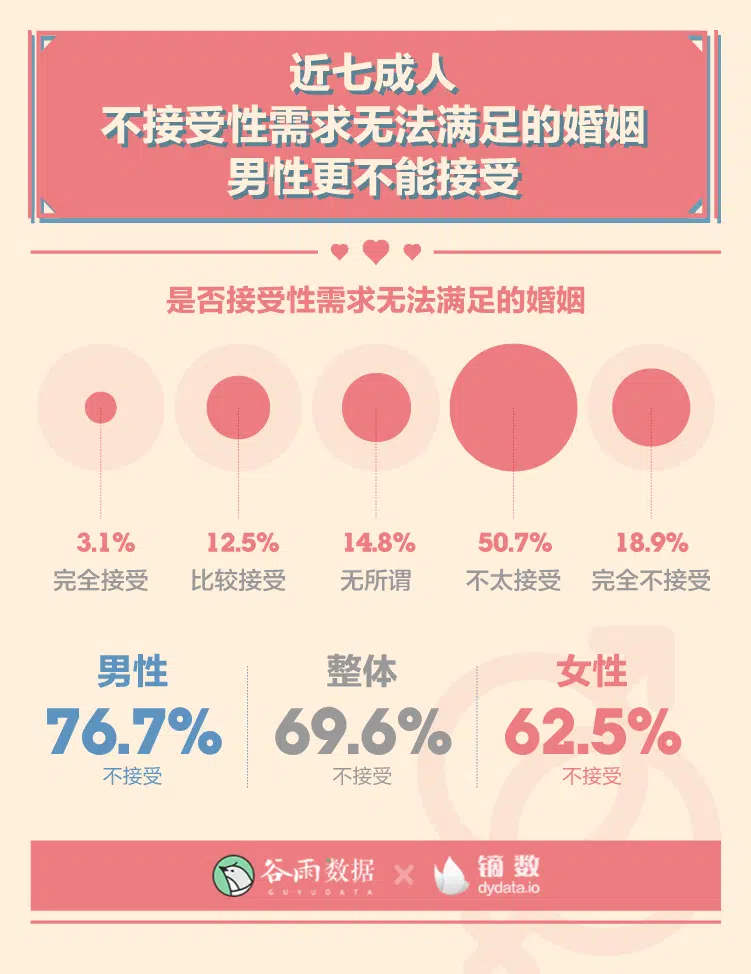 近七成人
不接受性需求无法满足的婚姻
男性更不能接受
是否接受性需求无法满足的婚姻
3.1% 12.5% 14.8% 50.7% 18.9%
完全接受 比较接受 无所谓 不太接受 完全不接受
男性 整体 女性
76.7% 69.6% 62.5%
不接受 不接受 不接受
谷雨数据 × 镝数
GUYUDATA dydata.io